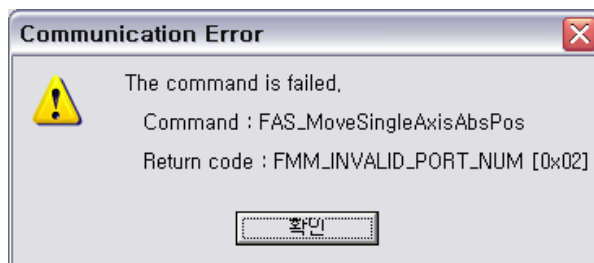 Communication Error
The command is failed,
Command : FAS_MoveSingleAxisAbsPos
Return code : FMM_INVALID_PORT_NUM [0x02]
확인